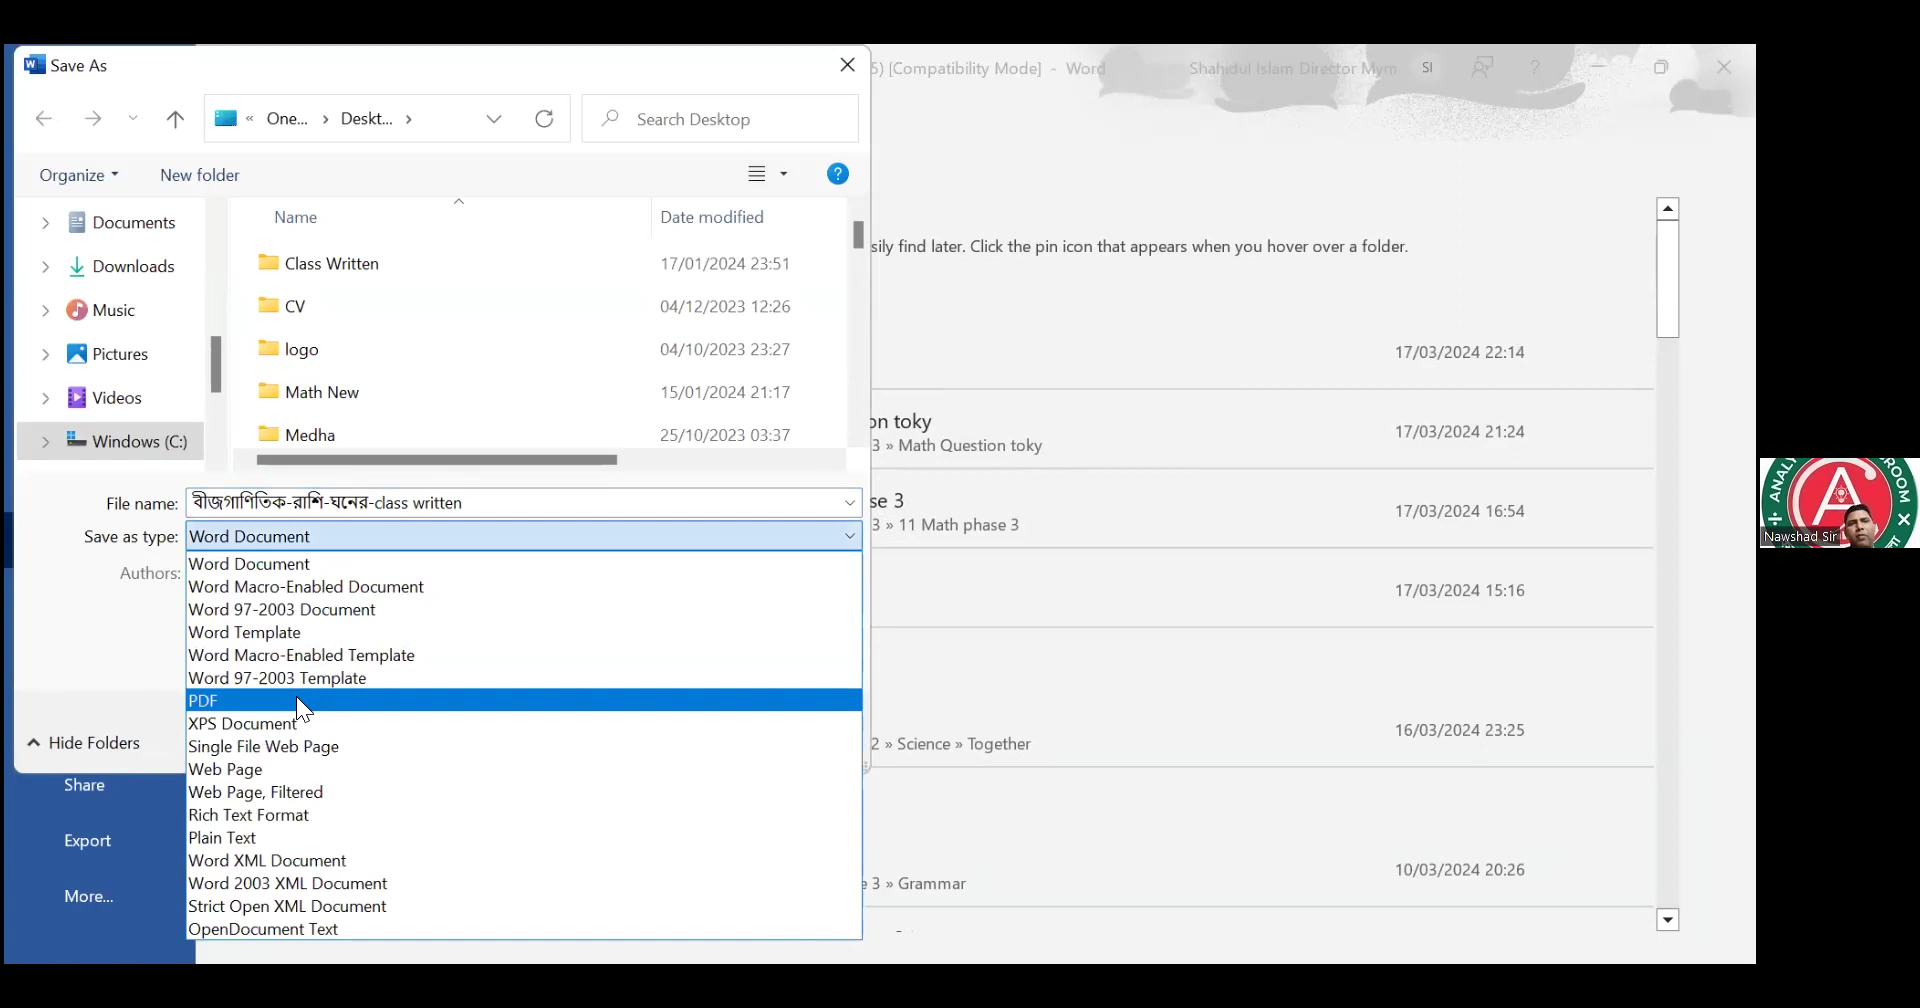 Save As
5) [Compatibility Mode] - Word
Shahidul Islam Director Mym
SI
« One... › Deskt... ›
Search Desktop
Organize
New folder
Documents
Downloads
Music
Pictures
Videos
Windows (C:)
Name
Date modified
Class Written 17/01/2024 23:51
CV 04/12/2023 12:26
logo 04/10/2023 23:27
Math New 15/01/2024 21:17
Medha 25/10/2023 03:37
File name: বীজগাণিতিক-রাশি-ঘনের-class written
Save as type: Word Document
Authors:
Word Document
Word Macro-Enabled Document
Word 97-2003 Document
Word Template
Word Macro-Enabled Template
Word 97-2003 Template
PDF
XPS Document
Single File Web Page
Web Page
Web Page, Filtered
Rich Text Format
Plain Text
Word XML Document
Word 2003 XML Document
Strict Open XML Document
OpenDocument Text
Hide Folders
Share
Export
More...
sily find later. Click the pin icon that appears when you hover over a folder.
17/03/2024 22:14
on toky
3 » Math Question toky
17/03/2024 21:24
se 3
3 » 11 Math phase 3
17/03/2024 16:54
17/03/2024 15:16
2 » Science » Together
16/03/2024 23:25
e 3 » Grammar
10/03/2024 20:26
Nawshad Sir